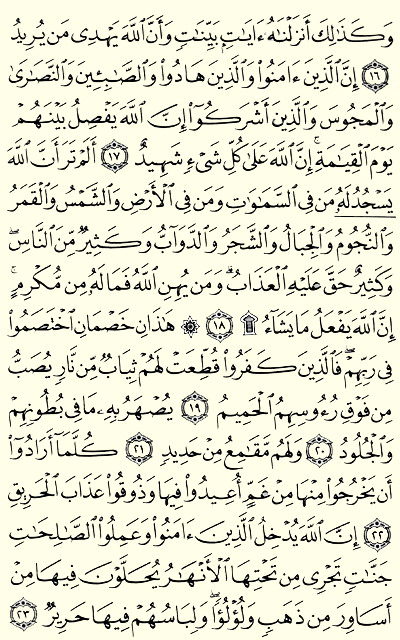 وَكَذَٰلِكَ أَنزَلْنَٰهُ ءَايَٰتٍۭ بَيِّنَٰتٍ وَأَنَّ ٱللَّهَ يَهْدِى مَن يُرِيدُ
١٦ إِنَّ ٱلَّذِينَ ءَامَنُوا۟ وَٱلَّذِينَ هَادُوا۟ وَٱلصَّٰبِـِٔينَ وَٱلنَّصَٰرَىٰ
وَٱلْمَجُوسَ وَٱلَّذِينَ أَشْرَكُوٓا۟ إِنَّ ٱللَّهَ يَفْصِلُ بَيْنَهُمْ
يَوْمَ ٱلْقِيَٰمَةِ ۚ إِنَّ ٱللَّهَ عَلَىٰ كُلِّ شَىْءٍ شَهِيدٌ ١٧ أَلَمْ تَرَ أَنَّ ٱللَّهَ
يَسْجُدُ لَهُۥ مَن فِى ٱلسَّمَٰوَٰتِ وَمَن فِى ٱلْأَرْضِ وَٱلشَّمْسُ وَٱلْقَمَرُ
وَٱلنُّجُومُ وَٱلْجِبَالُ وَٱلشَّجَرُ وَٱلدَّوَآبُّ وَكَثِيرٌ مِّنَ ٱلنَّاسِ ۖ
وَكَثِيرٌ حَقَّ عَلَيْهِ ٱلْعَذَابُ ۗ وَمَن يُهِنِ ٱللَّهُ فَمَا لَهُۥ مِن مُّكْرِمٍ ۚ
إِنَّ ٱللَّهَ يَفْعَلُ مَا يَشَآءُ ۩ ١٨ ۞ هَٰذَانِ خَصْمَانِ ٱخْتَصَمُوا۟
فِى رَبِّهِمْ ۖ فَٱلَّذِينَ كَفَرُوا۟ قُطِّعَتْ لَهُمْ ثِيَابٌ مِّن نَّارٍ يُصَبُّ
مِن فَوْقِ رُءُوسِهِمُ ٱلْحَمِيمُ ١٩ يُصْهَرُ بِهِۦ مَا فِى بُطُونِهِمْ
وَٱلْجُلُودُ ٢٠ وَلَهُم مَّقَٰمِعُ مِنْ حَدِيدٍ ٢١ كُلَّمَآ أَرَادُوٓا۟
أَن يَخْرُجُوا۟ مِنْهَا مِنْ غَمٍّ أُعِيدُوا۟ فِيهَا وَذُوقُوا۟ عَذَابَ ٱلْحَرِيقِ
٢٢ إِنَّ ٱللَّهَ يُدْخِلُ ٱلَّذِينَ ءَامَنُوا۟ وَعَمِلُوا۟ ٱلصَّٰلِحَٰتِ
جَنَّٰتٍ تَجْرِى مِن تَحْتِهَا ٱلْأَنْهَٰرُ يُحَلَّوْنَ فِيهَا مِنْ
أَسَاوِرَ مِن ذَهَبٍ وَلُؤْلُؤًا ۖ وَلِبَاسُهُمْ فِيهَا حَرِيرٌ ٢٣